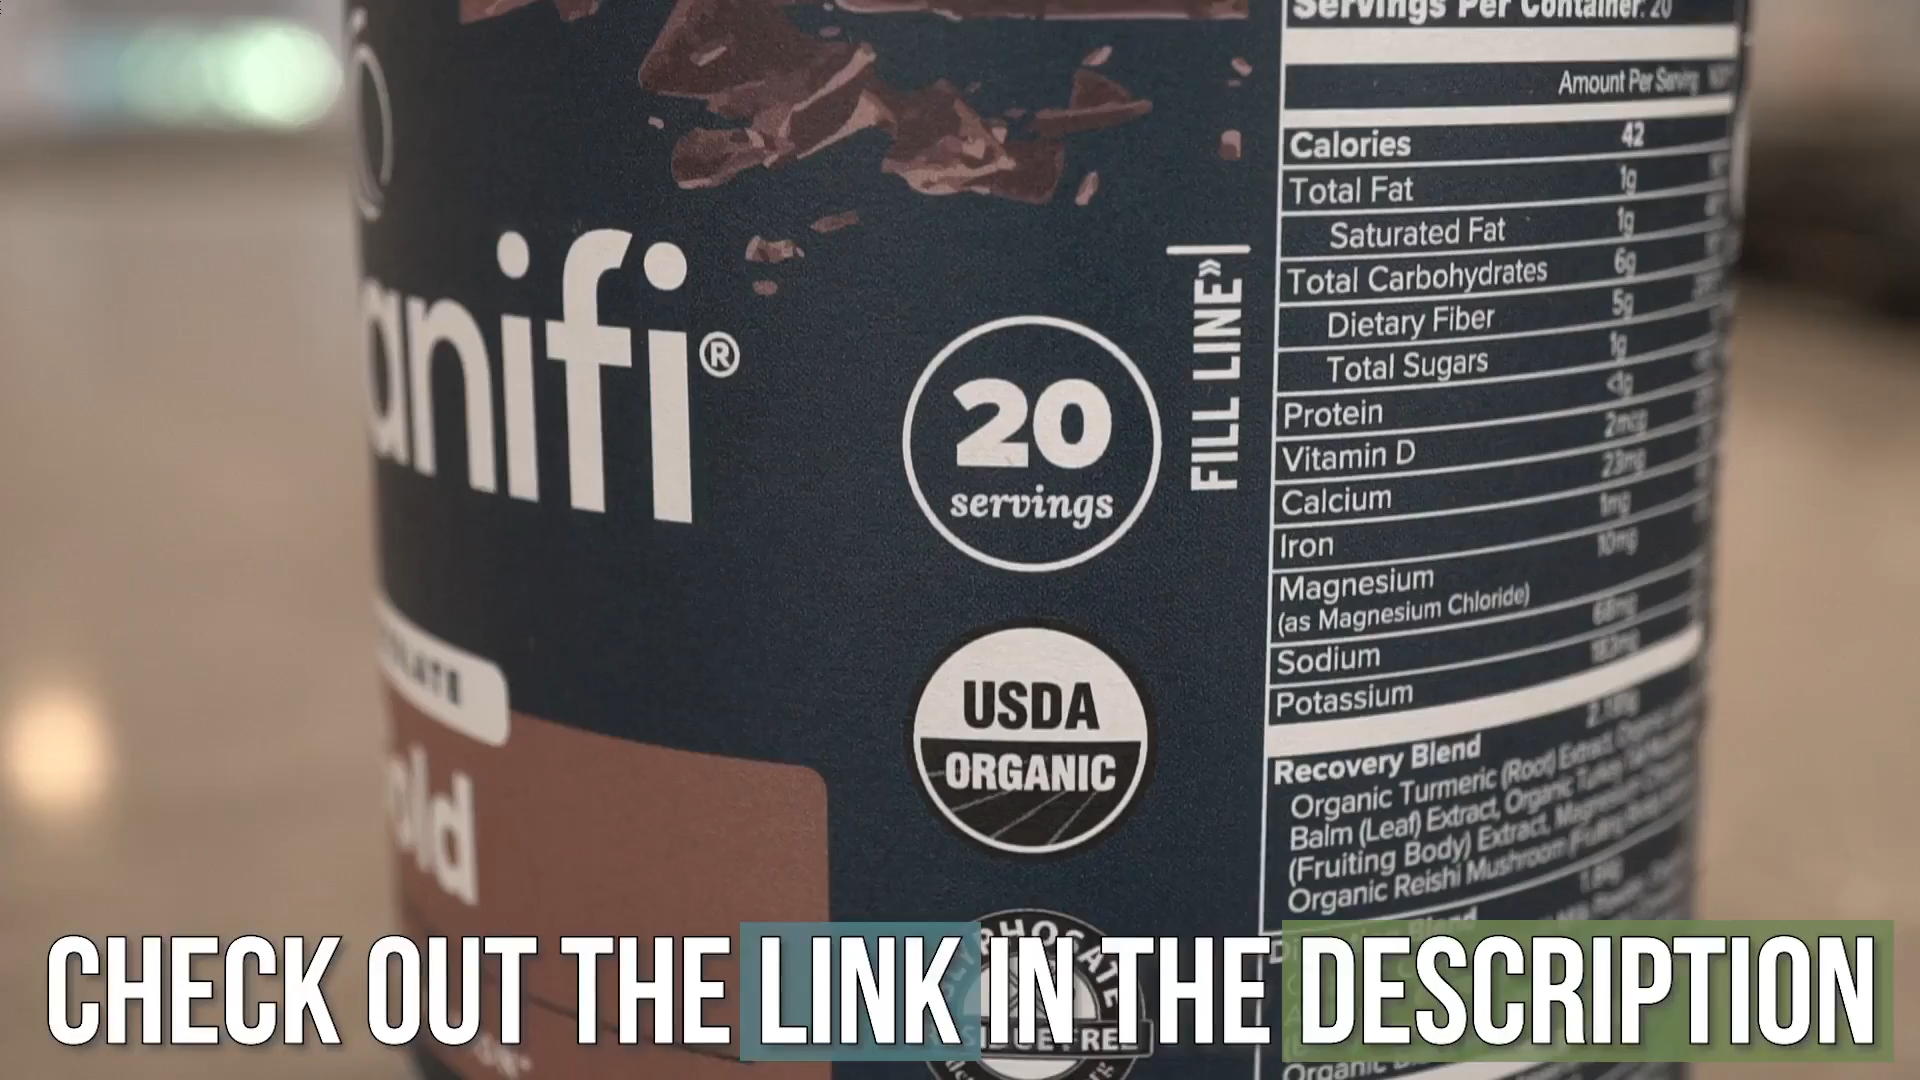 anifi®
old
20
servings
FILL LINE»
USDA
ORGANIC
Servings Per Container: 20
Amount Per Serving
Calories 42
Total Fat 1g
Saturated Fat 1g
Total Carbohydrates 6g
Dietary Fiber 5g
Total Sugars 1g
Protein <1g
Vitamin D 2mcg
Calcium 23mg
Iron 1mg
Magnesium 10mg
(as Magnesium Chloride)
Sodium 68mg
Potassium
Recovery Blend
Organic Turmeric (Root) Extract,
Balm (Leaf) Extract, Organic Turkey
(Fruiting Body) Extract,
Organic Reishi Mushroom
CHECK OUT THE LINK IN THE DESCRIPTION